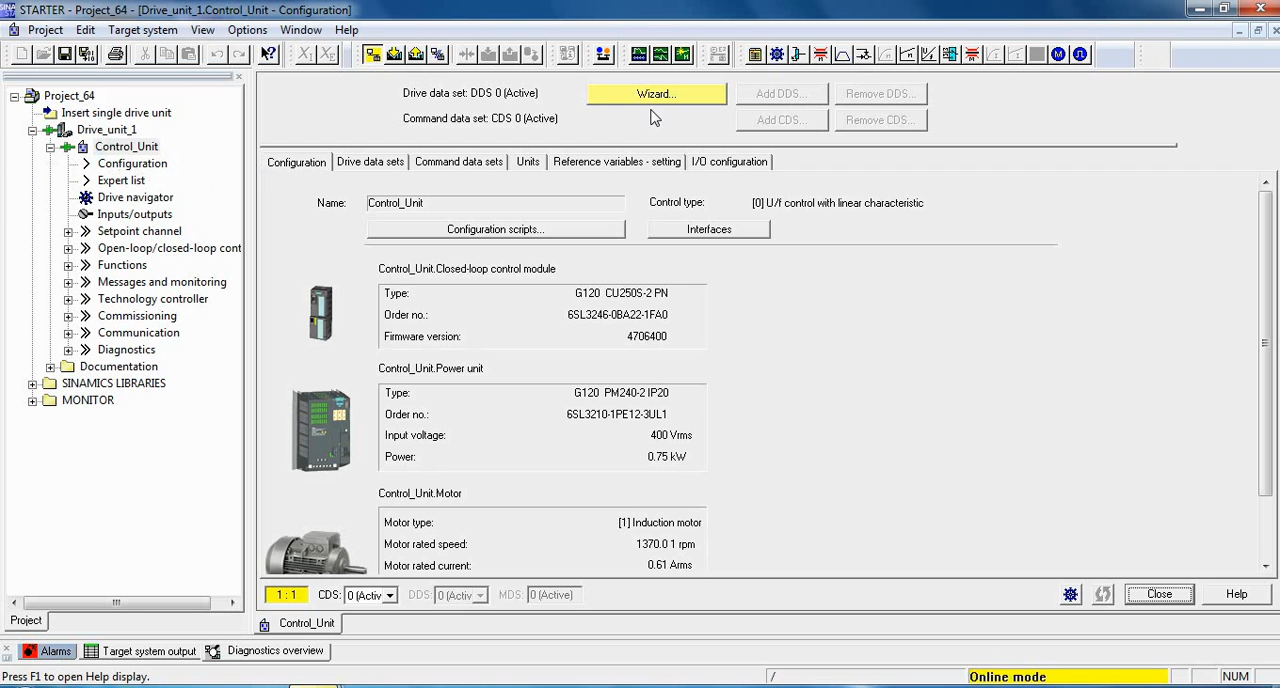 STARTER - Project_64 - [Drive_unit_1.Control_Unit - Configuration]
Project Edit Target system View Options Window Help
Project_64
Insert single drive unit
Drive_unit_1
Control_Unit
Configuration
Expert list
Drive navigator
Inputs/outputs
Setpoint channel
Open-loop/closed-loop cont
Functions
Messages and monitoring
Technology controller
Commissioning
Communication
Diagnostics
Documentation
SINAMICS LIBRARIES
MONITOR
Project
Drive data set: DDS 0 (Active) Wizard... Add DDS... Remove DDS...
Command data set: CDS 0 (Active) Add CDS... Remove CDS...
Configuration Drive data sets Command data sets Units Reference variables - setting I/O configuration
Name: Control_Unit Control type: [0] U/f control with linear characteristic
Configuration scripts... Interfaces
Control_Unit.Closed-loop control module
Type: G120 CU250S-2 PN
Order no.: 6SL3246-0BA22-1FA0
Firmware version: 4706400
Control_Unit.Power unit
Type: G120 PM240-2 IP20
Order no.: 6SL3210-1PE12-3UL1
Input voltage: 400 Vrms
Power: 0.75 kW
Control_Unit.Motor
Motor type: [1] Induction motor
Motor rated speed: 1370.0 1 rpm
Motor rated current: 0.61 Arms
1 : 1 CDS: 0 (Activ DDS: 0 (Activ MDS: 0 (Active) Close Help
Control_Unit
Alarms Target system output Diagnostics overview
Press F1 to open Help display. / Online mode NUM